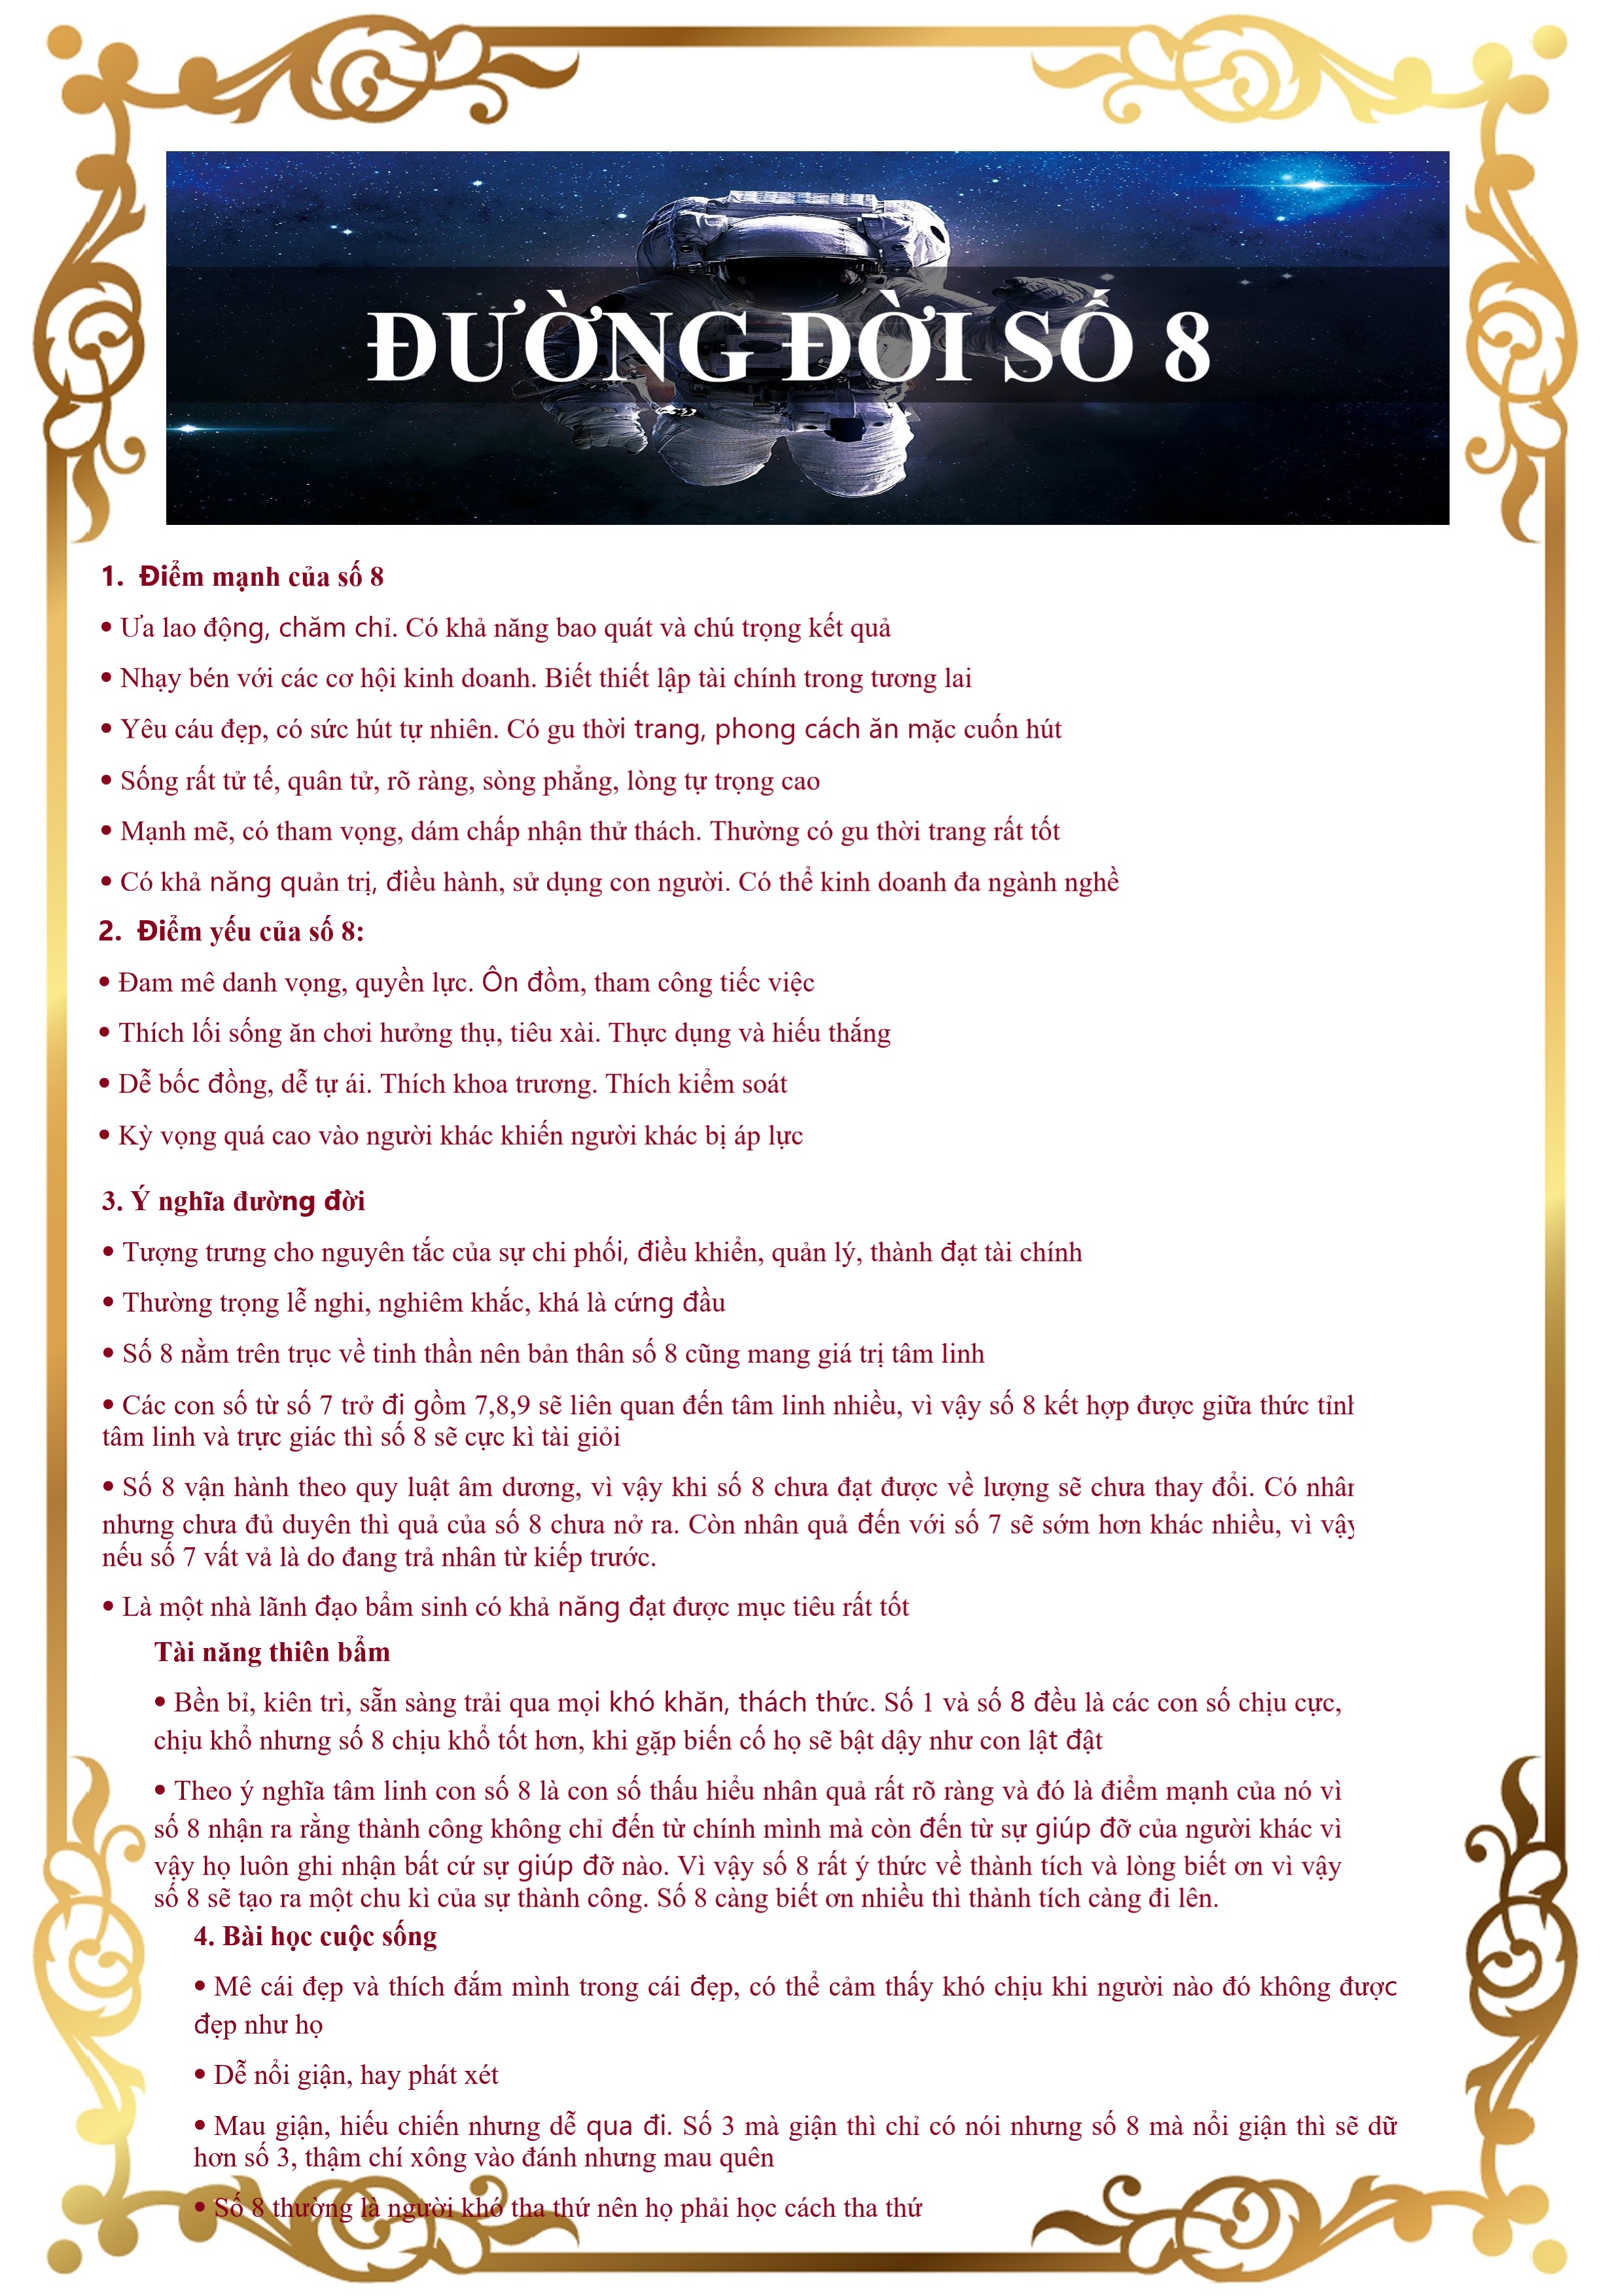 ĐƯỜNG ĐỜI SỐ 8
1. Điểm mạnh của số 8
• Ưa lao động, chăm chỉ. Có khả năng bao quát và chú trọng kết quả
• Nhạy bén với các cơ hội kinh doanh. Biết thiết lập tài chính trong tương lai
• Yêu cáu đẹp, có sức hút tự nhiên. Có gu thời trang, phong cách ăn mặc cuốn hút
• Sống rất tử tế, quân tử, rõ ràng, sòng phẳng, lòng tự trọng cao
• Mạnh mẽ, có tham vọng, dám chấp nhận thử thách. Thường có gu thời trang rất tốt
• Có khả năng quản trị, điều hành, sử dụng con người. Có thể kinh doanh đa ngành nghề
2. Điểm yếu của số 8:
• Đam mê danh vọng, quyền lực. Ôn đồm, tham công tiếc việc
• Thích lối sống ăn chơi hưởng thụ, tiêu xài. Thực dụng và hiếu thắng
• Dễ bốc đồng, dễ tự ái. Thích khoa trương. Thích kiểm soát
• Kỳ vọng quá cao vào người khác khiến người khác bị áp lực
3. Ý nghĩa đường đời
• Tượng trưng cho nguyên tắc của sự chi phối, điều khiển, quản lý, thành đạt tài chính
• Thường trọng lễ nghi, nghiêm khắc, khá là cứng đầu
• Số 8 nằm trên trục về tinh thần nên bản thân số 8 cũng mang giá trị tâm linh
• Các con số từ số 7 trở đi gồm 7,8,9 sẽ liên quan đến tâm linh nhiều, vì vậy số 8 kết hợp được giữa thức tỉnh
tâm linh và trực giác thì số 8 sẽ cực kì tài giỏi
• Số 8 vận hành theo quy luật âm dương, vì vậy khi số 8 chưa đạt được về lượng sẽ chưa thay đổi. Có nhân
nhưng chưa đủ duyên thì quả của số 8 chưa nở ra. Còn nhân quả đến với số 7 sẽ sớm hơn khác nhiều, vì vậy
nếu số 7 vất vả là do đang trả nhân từ kiếp trước.
• Là một nhà lãnh đạo bẩm sinh có khả năng đạt được mục tiêu rất tốt
Tài năng thiên bẩm
• Bền bỉ, kiên trì, sẵn sàng trải qua mọi khó khăn, thách thức. Số 1 và số 8 đều là các con số chịu cực,
chịu khổ nhưng số 8 chịu khổ tốt hơn, khi gặp biến cố họ sẽ bật dậy như con lật đật
• Theo ý nghĩa tâm linh con số 8 là con số thấu hiểu nhân quả rất rõ ràng và đó là điểm mạnh của nó vì
số 8 nhận ra rằng thành công không chỉ đến từ chính mình mà còn đến từ sự giúp đỡ của người khác vì
vậy họ luôn ghi nhận bất cứ sự giúp đỡ nào. Vì vậy số 8 rất ý thức về thành tích và lòng biết ơn vì vậy
số 8 sẽ tạo ra một chu kì của sự thành công. Số 8 càng biết ơn nhiều thì thành tích càng đi lên.
4. Bài học cuộc sống
• Mê cái đẹp và thích đắm mình trong cái đẹp, có thể cảm thấy khó chịu khi người nào đó không được
đẹp như họ
• Dễ nổi giận, hay phát xét
• Mau giận, hiếu chiến nhưng dễ qua đi. Số 3 mà giận thì chỉ có nói nhưng số 8 mà nổi giận thì sẽ dữ
hơn số 3, thậm chí xông vào đánh nhưng mau quên
• Số 8 thường là người khó tha thứ nên họ phải học cách tha thứ